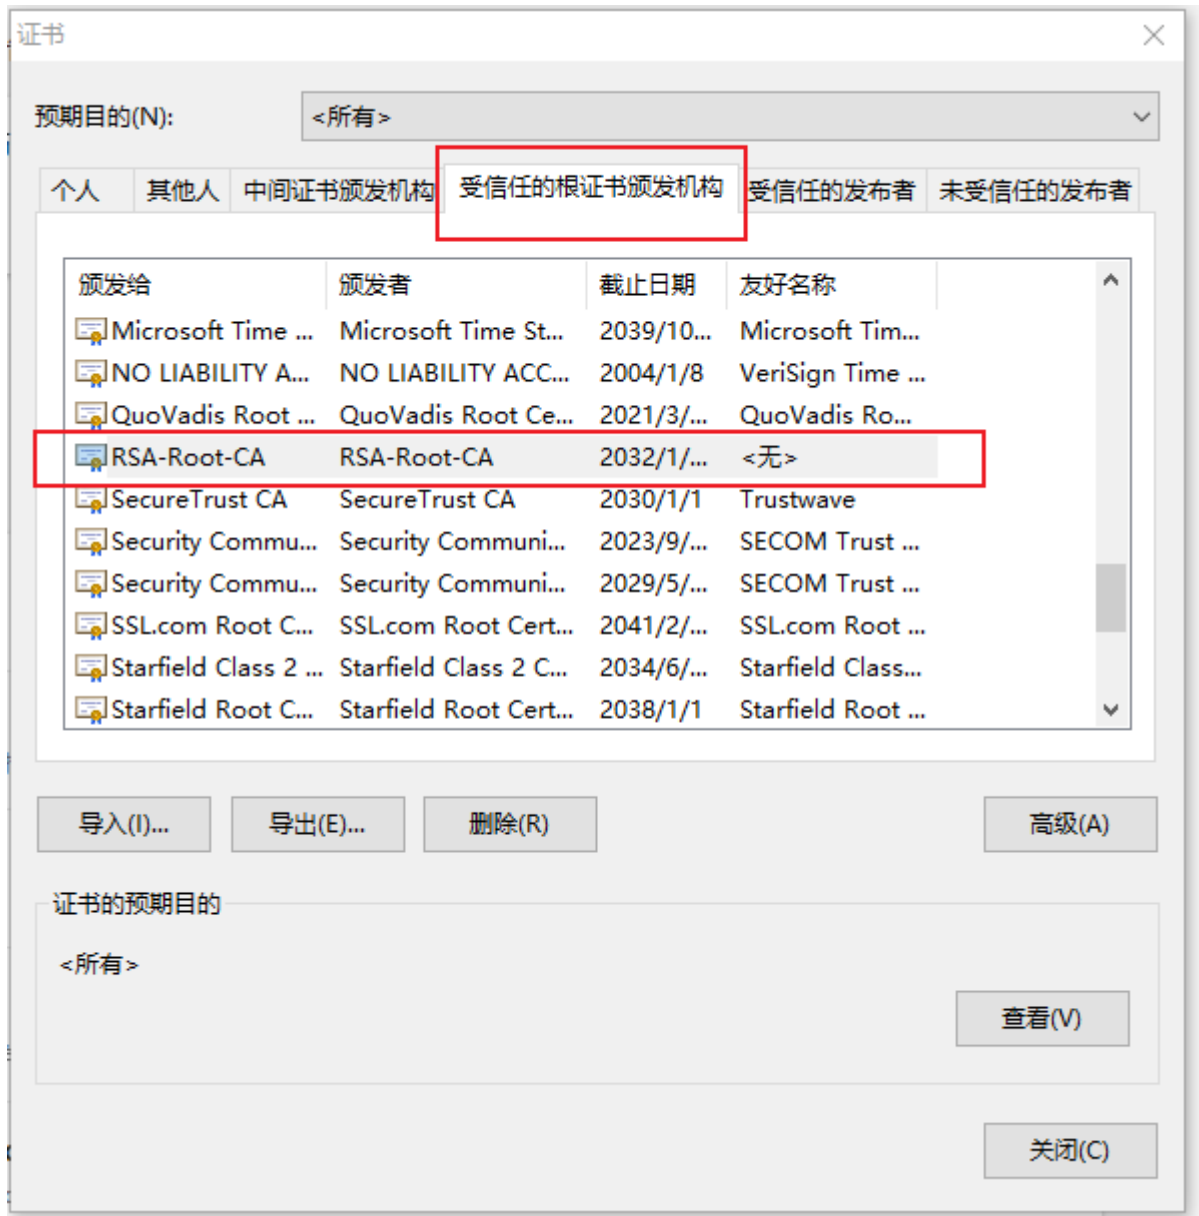 证书
预期目的(N): <所有>
个人 其他人 中间证书颁发机构 受信任的根证书颁发机构 受信任的发布者 未受信任的发布者
颁发给 颁发者 截止日期 友好名称
Microsoft Time ... Microsoft Time St... 2039/10... Microsoft Tim...
NO LIABILITY A... NO LIABILITY ACC... 2004/1/8 VeriSign Time ...
QuoVadis Root ... QuoVadis Root Ce... 2021/3/... QuoVadis Ro...
RSA-Root-CA RSA-Root-CA 2032/1/... <无>
SecureTrust CA SecureTrust CA 2030/1/1 Trustwave
Security Commu... Security Communi... 2023/9/... SECOM Trust ...
Security Commu... Security Communi... 2029/5/... SECOM Trust ...
SSL.com Root C... SSL.com Root Cert... 2041/2/... SSL.com Root ...
Starfield Class 2 ... Starfield Class 2 C... 2034/6/... Starfield Class...
Starfield Root C... Starfield Root Cert... 2038/1/1 Starfield Root ...
导入(I)... 导出(E)... 删除(R) 高级(A)
证书的预期目的
<所有>
查看(V)
关闭(C)